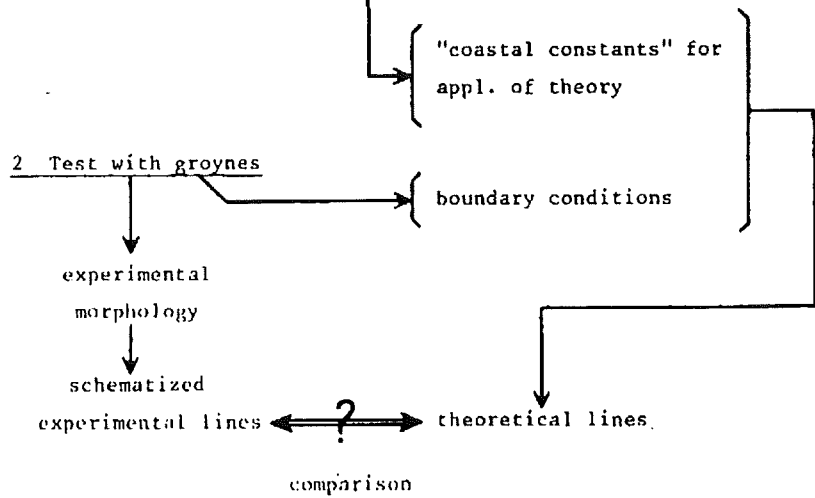 "coastal constants" for
appl. of theory
2 Test with groynes
boundary conditions
experimental
morphology
schematized
experimental lines
?
theoretical lines.
comparison